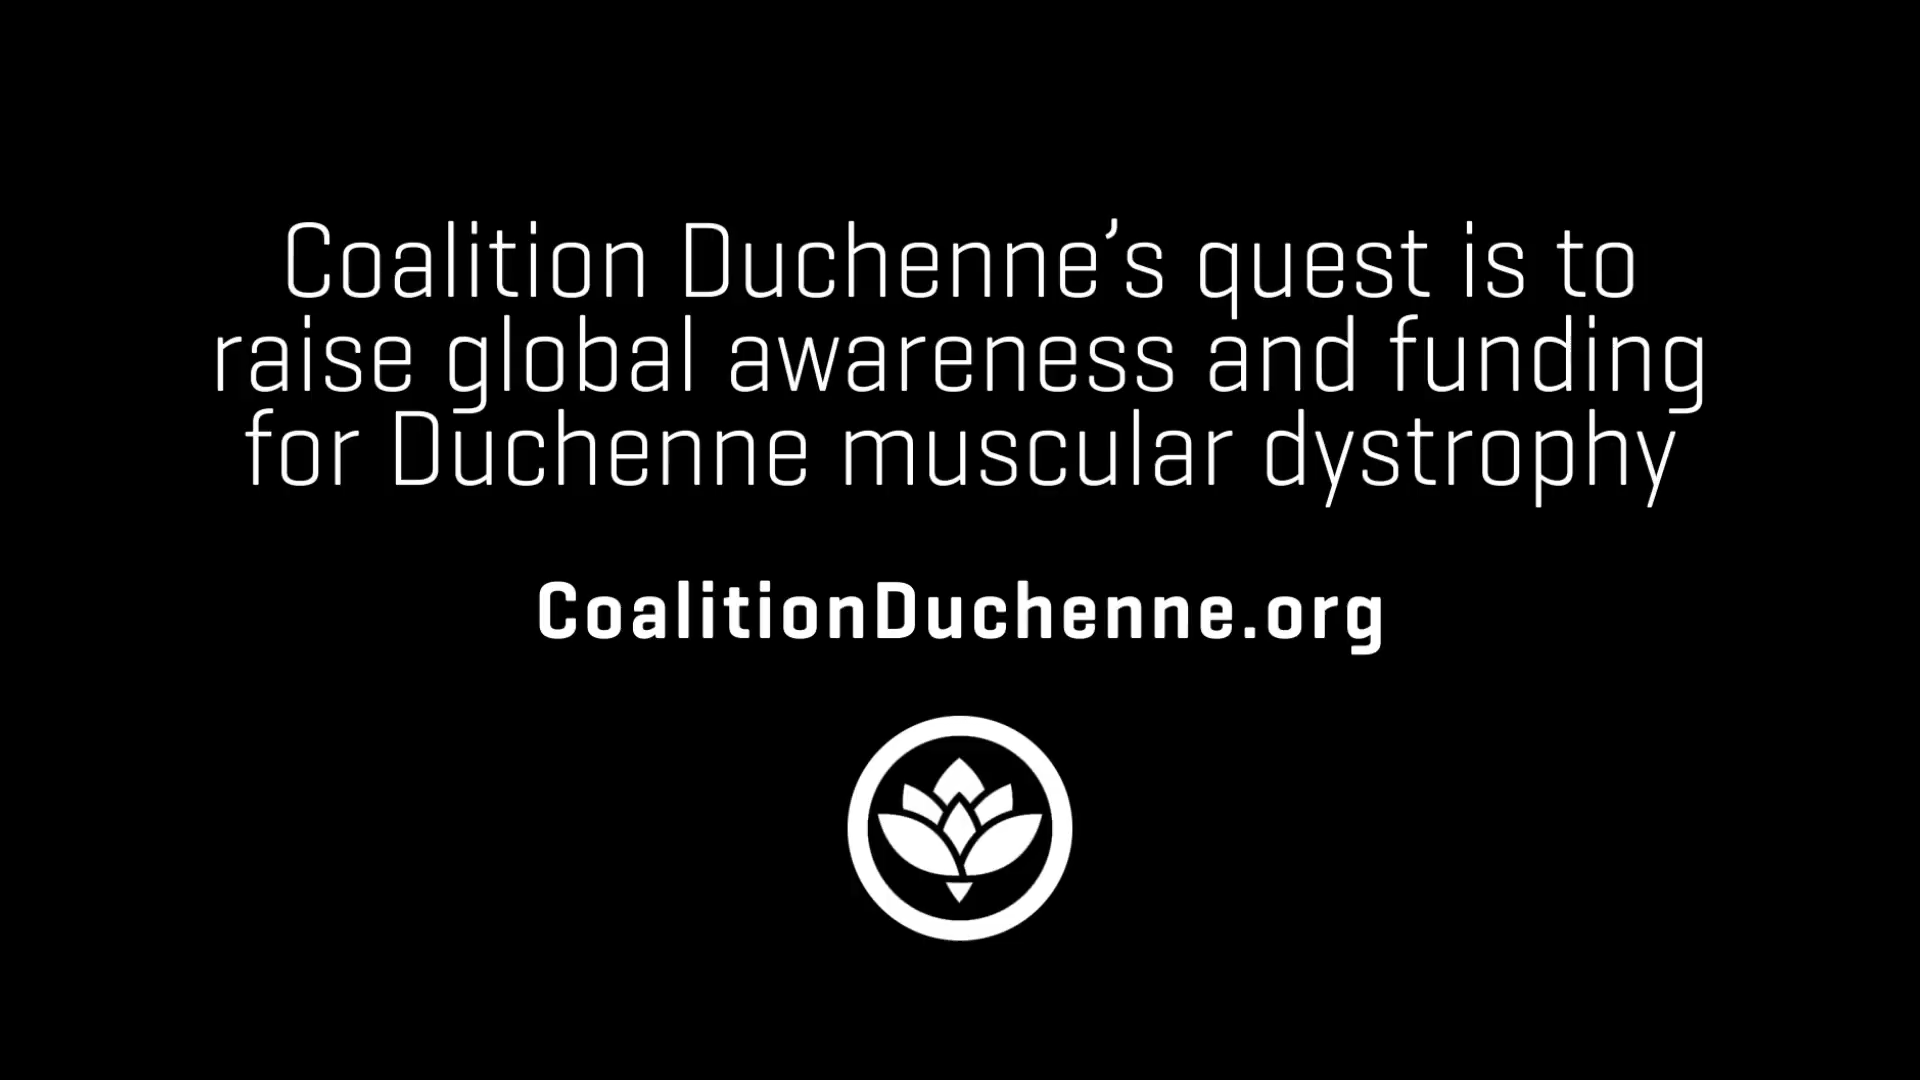 Coalition Duchenne’s quest is to
raise global awareness and funding
for Duchenne muscular dystrophy
CoalitionDuchenne.org